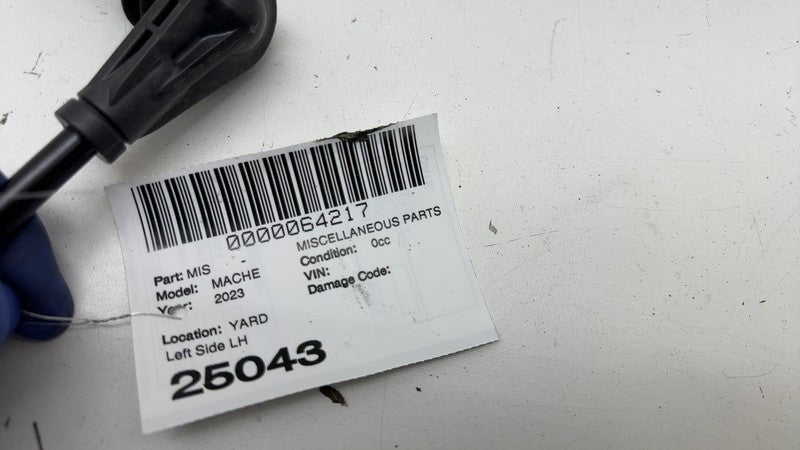 0000064217
Part: MIS - MISCELLANEOUS PARTS
Model: MACHE Condition: 0cc
Year: 2023 VIN:
Damage Code:
Location: YARD
Left Side LH
25043